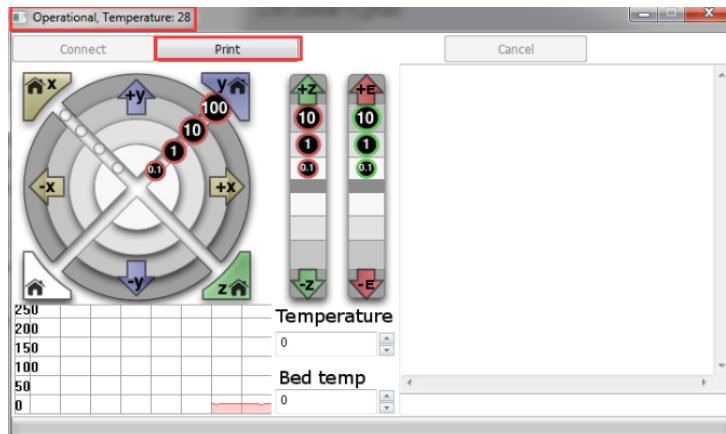 Operational, Temperature: 28
Connect
Print
Cancel
x
+y
y
100
10
1
0.1
-x
+x
-y
z
+Z
10
1
0.1
-Z
+E
10
1
0.1
-E
250
200
150
100
50
0
Temperature
0
Bed temp
0